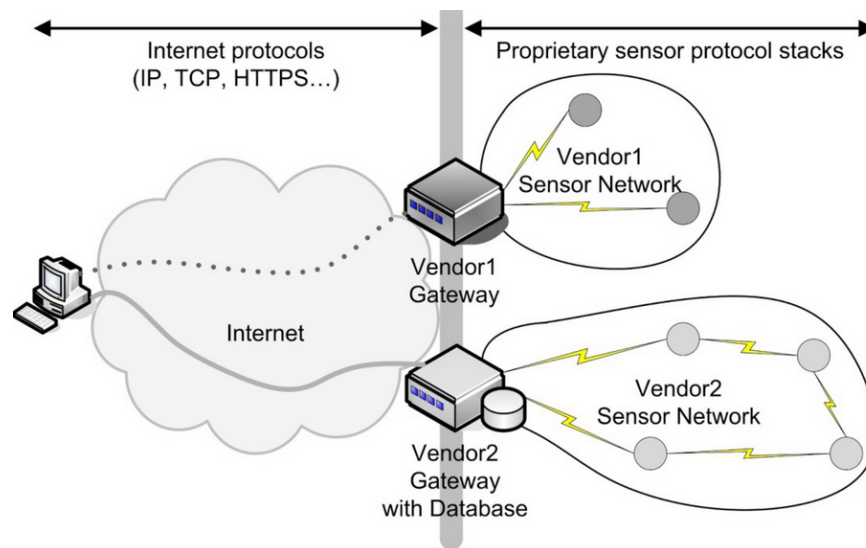 Internet protocols
(IP, TCP, HTTPS…)
Proprietary sensor protocol stacks
Vendor1
Sensor Network
Vendor1
Gateway
Internet
Vendor2
Sensor Network
Vendor2
Gateway
with Database